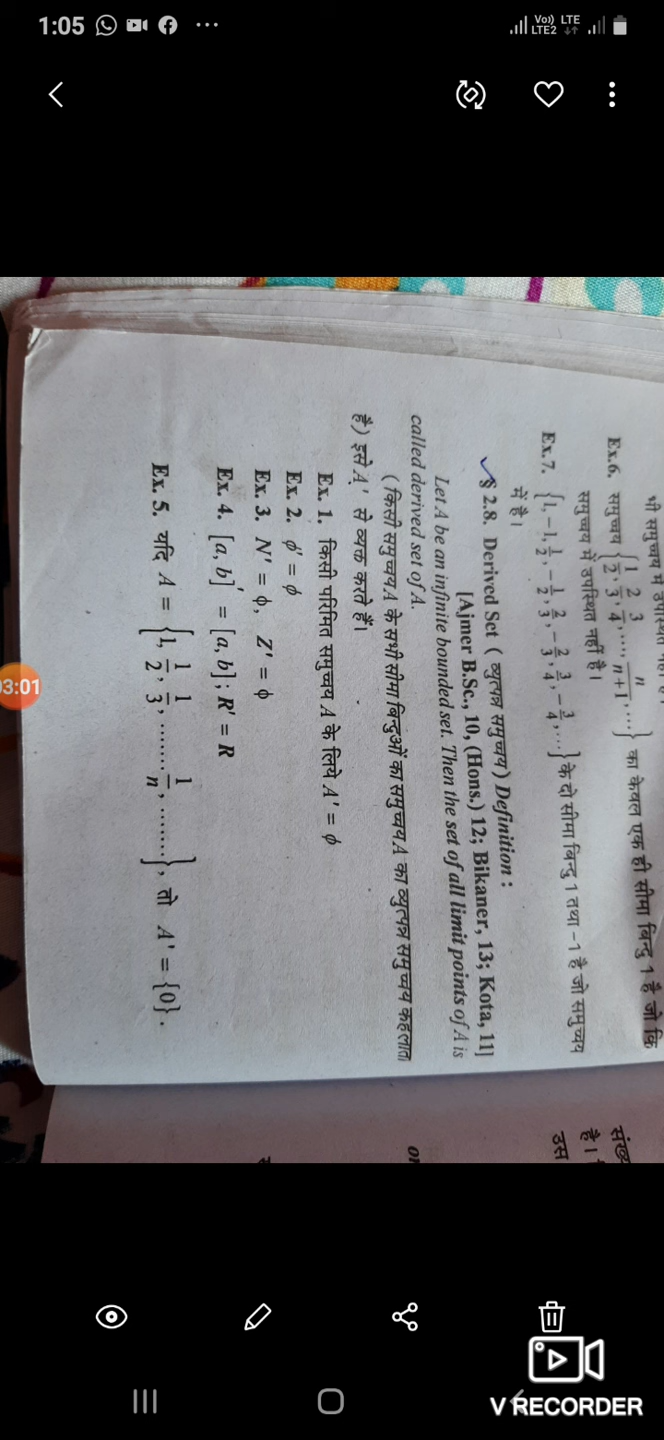 1:05
Vo) LTE
LTE2
भी समुच्चय में उपस्थित नहीं है
Ex.6. समुच्चय {1/2, 2/3, 3/4, ..., n/n+1, ....} का केवल एक ही सीमा बिन्दु 1 है जो कि
समुच्चय में उपस्थित नहीं है।
Ex.7. {1, −1, 1/2, −1/2, 2/3, −2/3, 3/4, −3/4, ...} के दो सीमा बिन्दु 1 तथा −1 है जो समुच्चय
में है।
§ 2.8. Derived Set ( व्युत्पन्न समुच्चय) Definition :
[Ajmer B.Sc., 10, (Hons.) 12; Bikaner, 13; Kota, 11]
Let A be an infinite bounded set. Then the set of all limit points of A is
called derived set of A.
( किसी समुच्चय A के सभी सीमा बिन्दुओं का समुच्चय A का व्युत्पन्न समुच्चय कहलाता
है) इसे A' से व्यक्त करते हैं।
Ex. 1. किसी परिमित समुच्चय A के लिये A' = ϕ
Ex. 2. ϕ' = ϕ
Ex. 3. N' = ϕ, Z' = ϕ
Ex. 4. [a, b]' = [a, b]; R' = R
Ex. 5. यदि A = {1, 1/2, 1/3, ......., 1/n, ........}, तो A' = {0}.
संख्य
है।
उस
03:01
V RECORDER